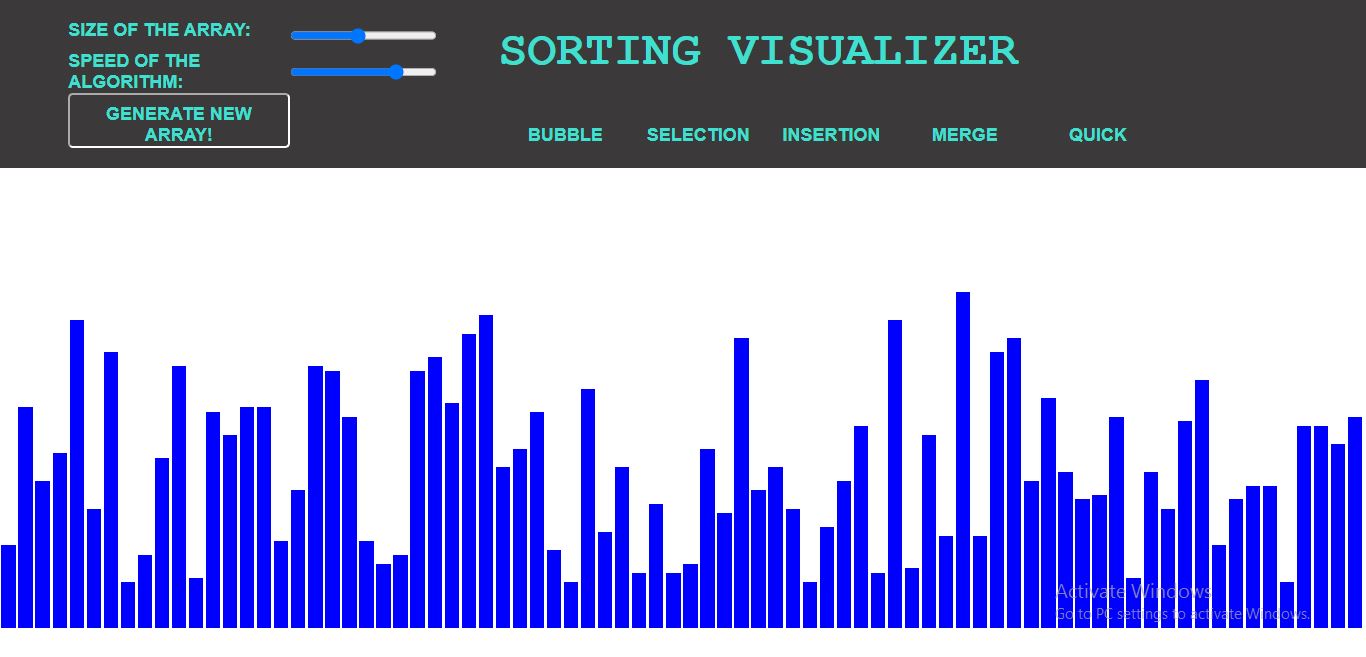 SIZE OF THE ARRAY:
SPEED OF THE
ALGORITHM:
GENERATE NEW
ARRAY!
SORTING VISUALIZER
BUBBLE SELECTION INSERTION MERGE QUICK
Activate Windows
Go to PC settings to activate Windows.